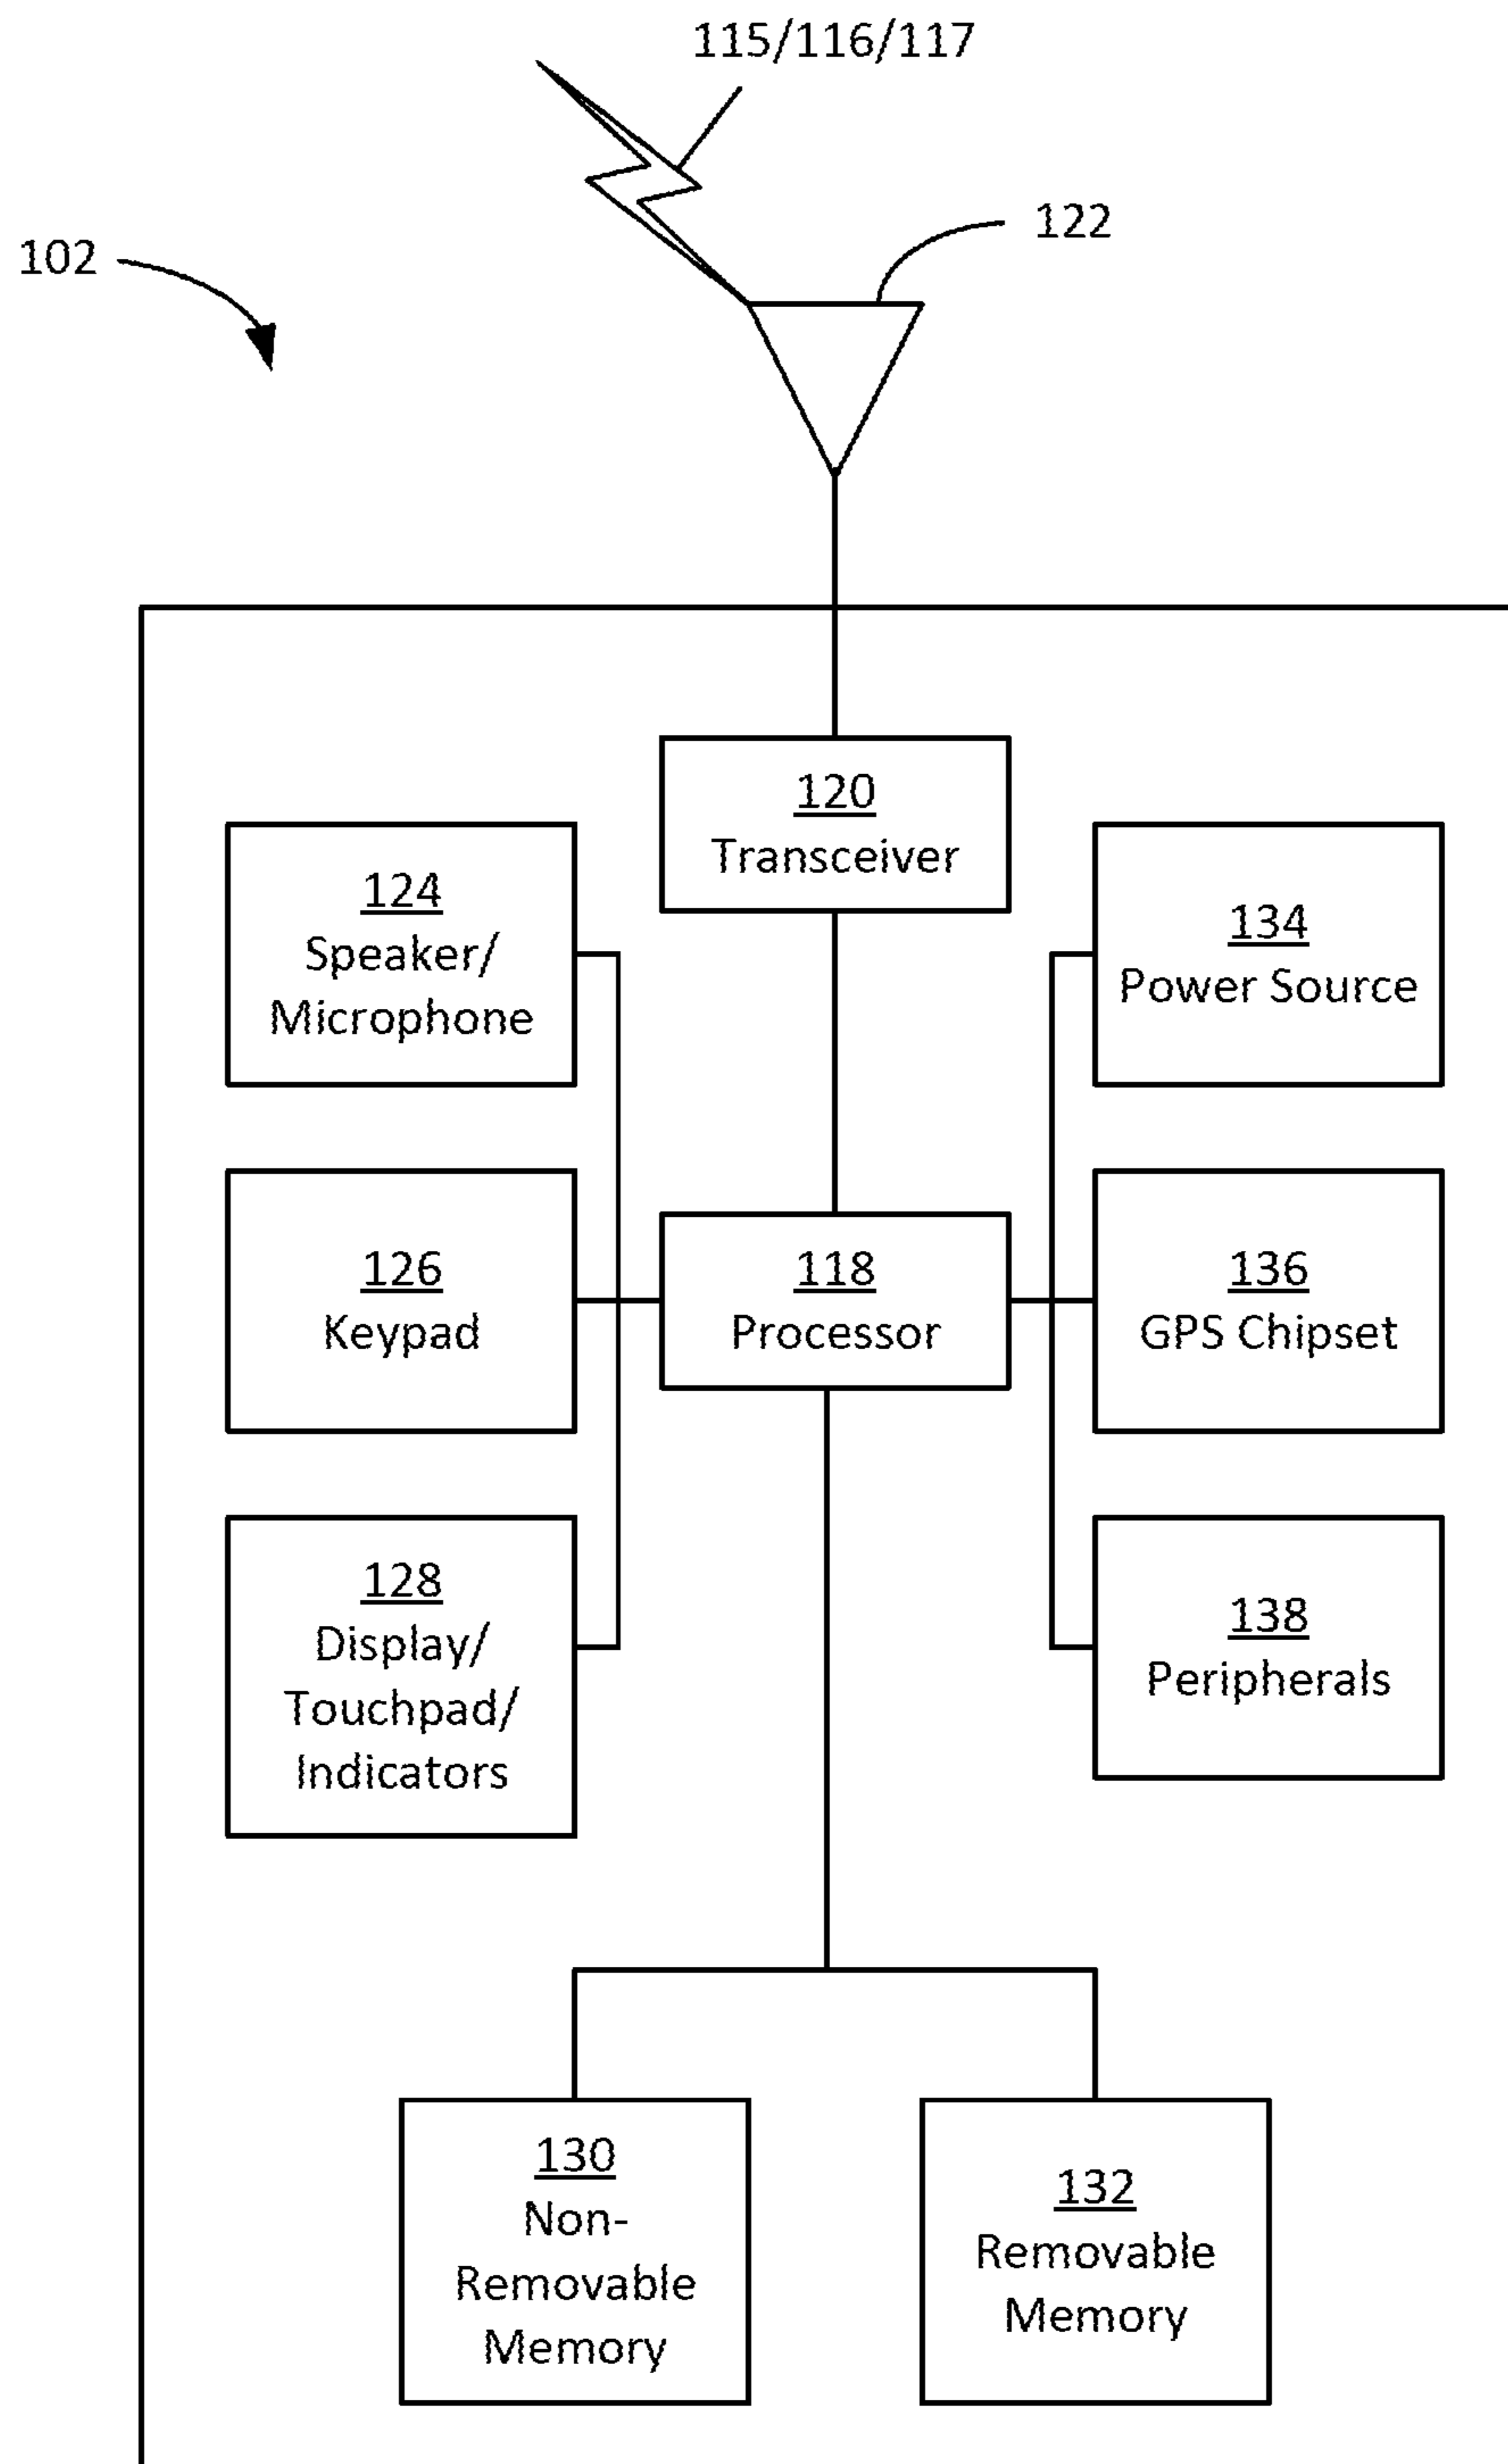 115/116/117
122
102
120
Transceiver
124
Speaker/
Microphone
134
Power Source
126
Keypad
118
Processor
136
GPS Chipset
128
Display/
Touchpad/
Indicators
138
Peripherals
130
Non-
Removable
Memory
132
Removable
Memory